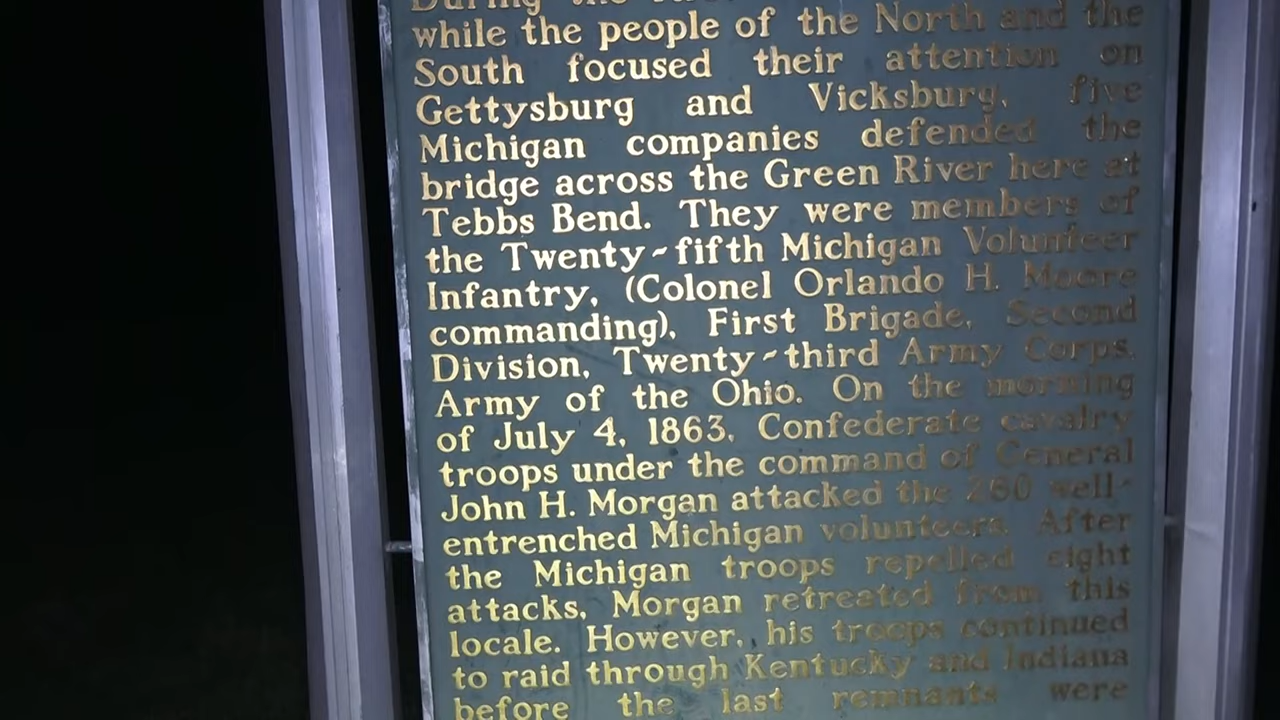 During the
while the people of the North and the
South focused their attention on
Gettysburg and Vicksburg, five
Michigan companies defended the
bridge across the Green River here at
Tebbs Bend. They were members of
the Twenty-fifth Michigan Volunteer
Infantry, (Colonel Orlando H. Moore
commanding), First Brigade, Second
Division, Twenty-third Army Corps,
Army of the Ohio. On the morning
of July 4, 1863, Confederate cavalry
troops under the command of General
John H. Morgan attacked the 260 well-
entrenched Michigan volunteers. After
the Michigan troops repelled eight
attacks, Morgan retreated from this
locale. However, his troops continued
to raid through Kentucky and Indiana
before the last remnants were